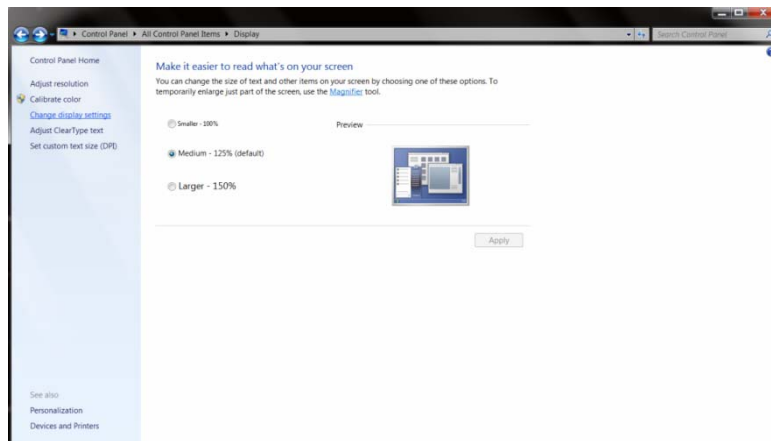 Control Panel ▸ All Control Panel Items ▸ Display
Search Control Panel
Control Panel Home
Adjust resolution
Calibrate color
Change display settings
Adjust ClearType text
Set custom text size (DPI)
Make it easier to read what's on your screen
You can change the size of text and other items on your screen by choosing one of these options. To
temporarily enlarge just part of the screen, use the Magnifier tool.
Smaller - 100%
Preview
Medium - 125% (default)
Larger - 150%
Apply
See also
Personalization
Devices and Printers